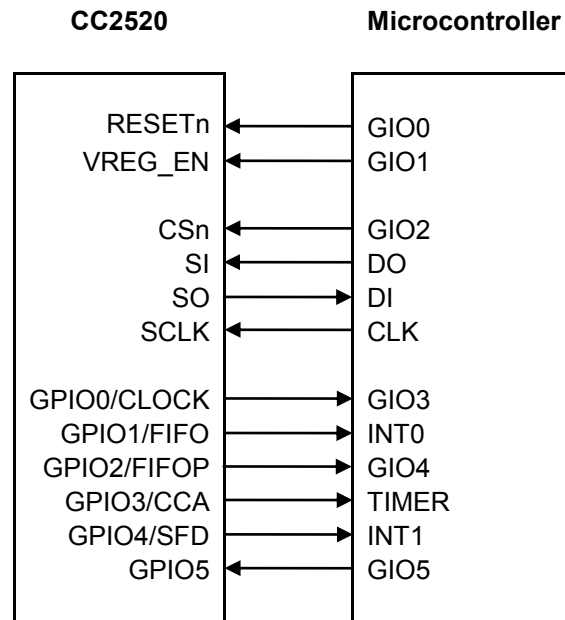 CC2520 Microcontroller
RESETn GIO0
VREG_EN GIO1
CSn GIO2
SI DO
SO DI
SCLK CLK
GPIO0/CLOCK GIO3
GPIO1/FIFO INT0
GPIO2/FIFOP GIO4
GPIO3/CCA TIMER
GPIO4/SFD INT1
GPIO5 GIO5